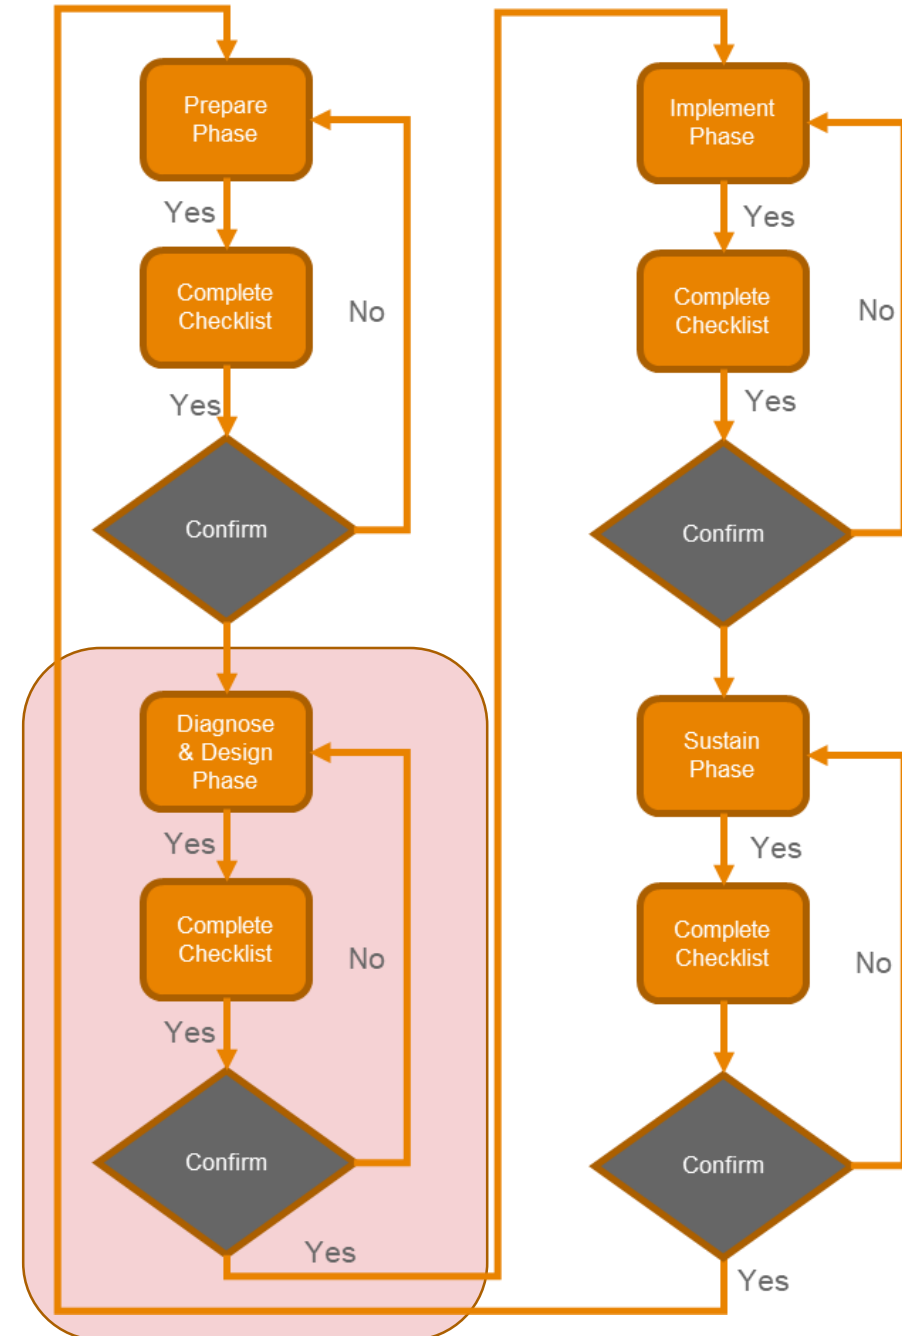 Prepare
Phase
Yes
Complete
Checklist
No
Yes
Confirm
Diagnose
& Design
Phase
Yes
Complete
Checklist
No
Yes
Confirm
Yes
Implement
Phase
Yes
Complete
Checklist
No
Yes
Confirm
Sustain
Phase
Yes
Complete
Checklist
No
Confirm
Yes